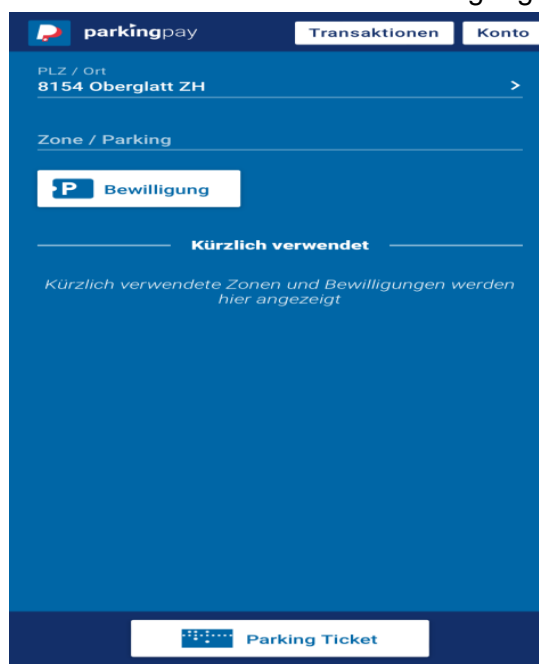 parkingpay Transaktionen Konto
PLZ / Ort
8154 Oberglatt ZH >
Zone / Parking
P Bewilligung
Kürzlich verwendet
Kürzlich verwendete Zonen und Bewilligungen werden
hier angezeigt
Parking Ticket